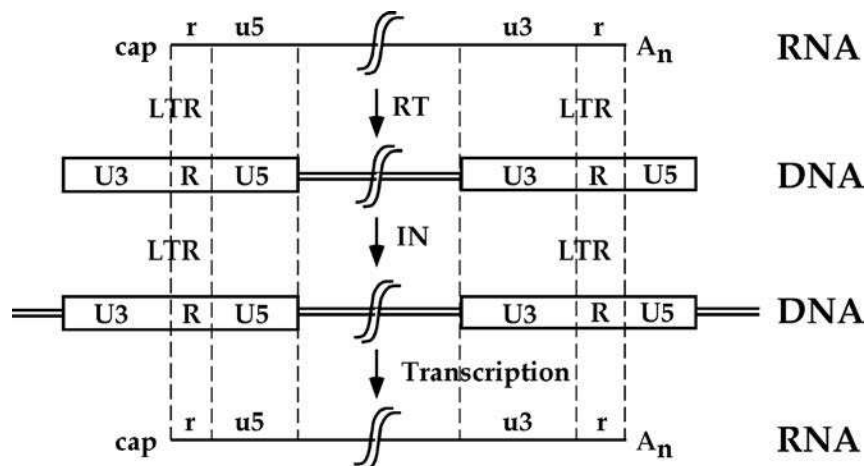 r u5 u3 r
cap An RNA
LTR RT LTR
U3 R U5 U3 R U5 DNA
LTR IN LTR
U3 R U5 U3 R U5 DNA
Transcription
r u5 u3 r
cap An RNA